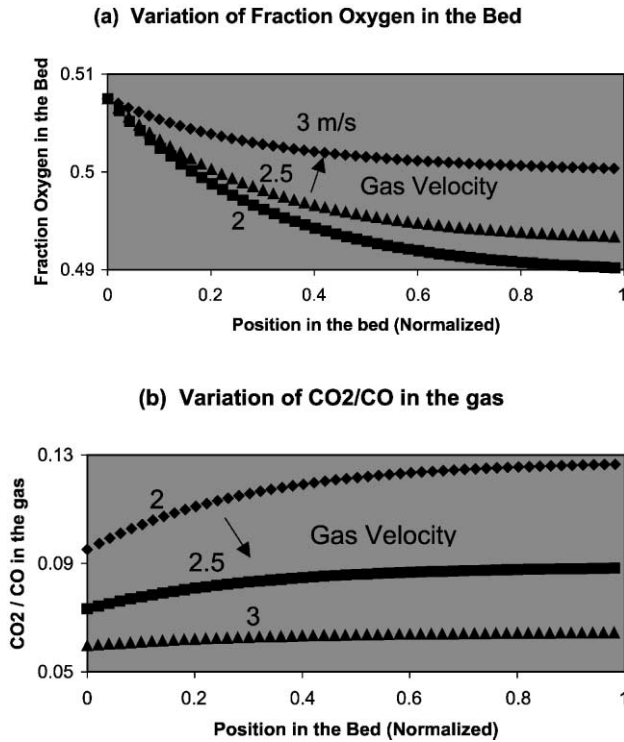 (a) Variation of Fraction Oxygen in the Bed
Fraction Oxygen in the Bed
0.51
0.5
0.49
3 m/s
2.5
Gas Velocity
2
0
0.2
0.4
0.6
0.8
1
Position in the bed (Normalized)
(b) Variation of CO2/CO in the gas
CO2 / CO in the gas
0.13
0.09
0.05
2
Gas Velocity
2.5
3
0
0.2
0.4
0.6
0.8
1
Position in the Bed (Normalized)